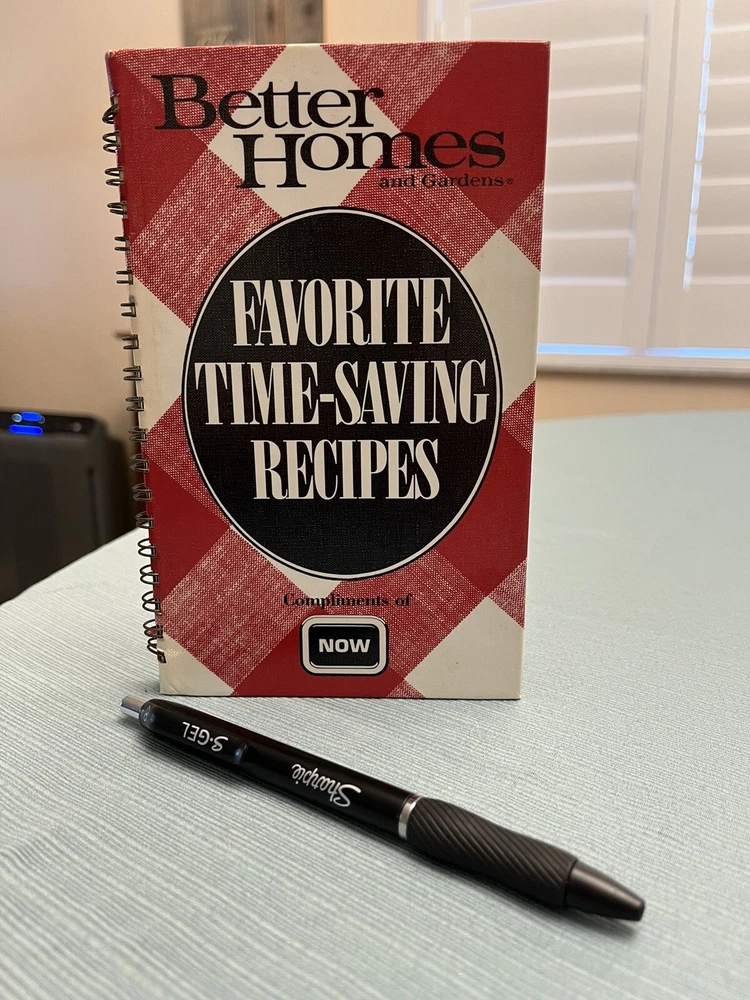 Better
Homes
and Gardens®
FAVORITE
TIME-SAVING
RECIPES
Compliments of
NOW
S·GEL
Sharpie